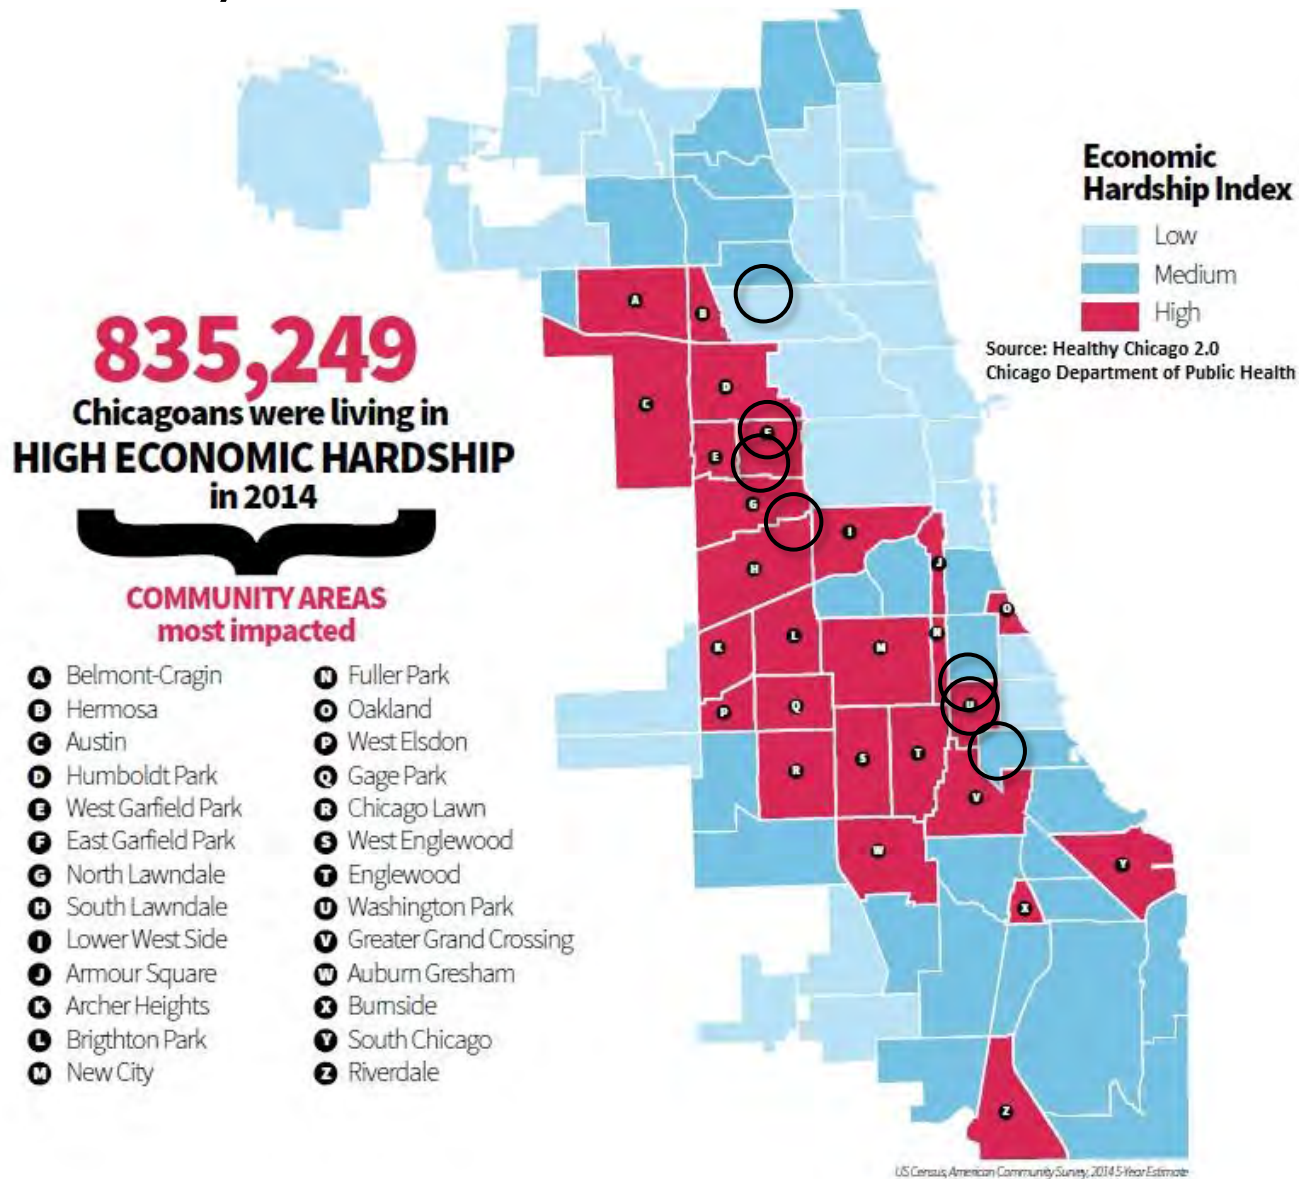 Economic
Hardship Index
Low
Medium
High
Source: Healthy Chicago 2.0
Chicago Department of Public Health
835,249
Chicagoans were living in
HIGH ECONOMIC HARDSHIP
in 2014
COMMUNITY AREAS
most impacted
A Belmont-Cragin
B Hermosa
C Austin
D Humboldt Park
E West Garfield Park
F East Garfield Park
G North Lawndale
H South Lawndale
I Lower West Side
J Armour Square
K Archer Heights
L Brigthton Park
M New City
N Fuller Park
O Oakland
P West Elsdon
Q Gage Park
R Chicago Lawn
S West Englewood
T Englewood
U Washington Park
V Greater Grand Crossing
W Auburn Gresham
X Burnside
Y South Chicago
Z Riverdale
A
B
D
C
F
E
G
I
H
J
O
N
L
K
M
U
Q
P
T
S
R
V
W
Y
X
Z
US Census, American Community Survey, 2014 5-Year Estimate